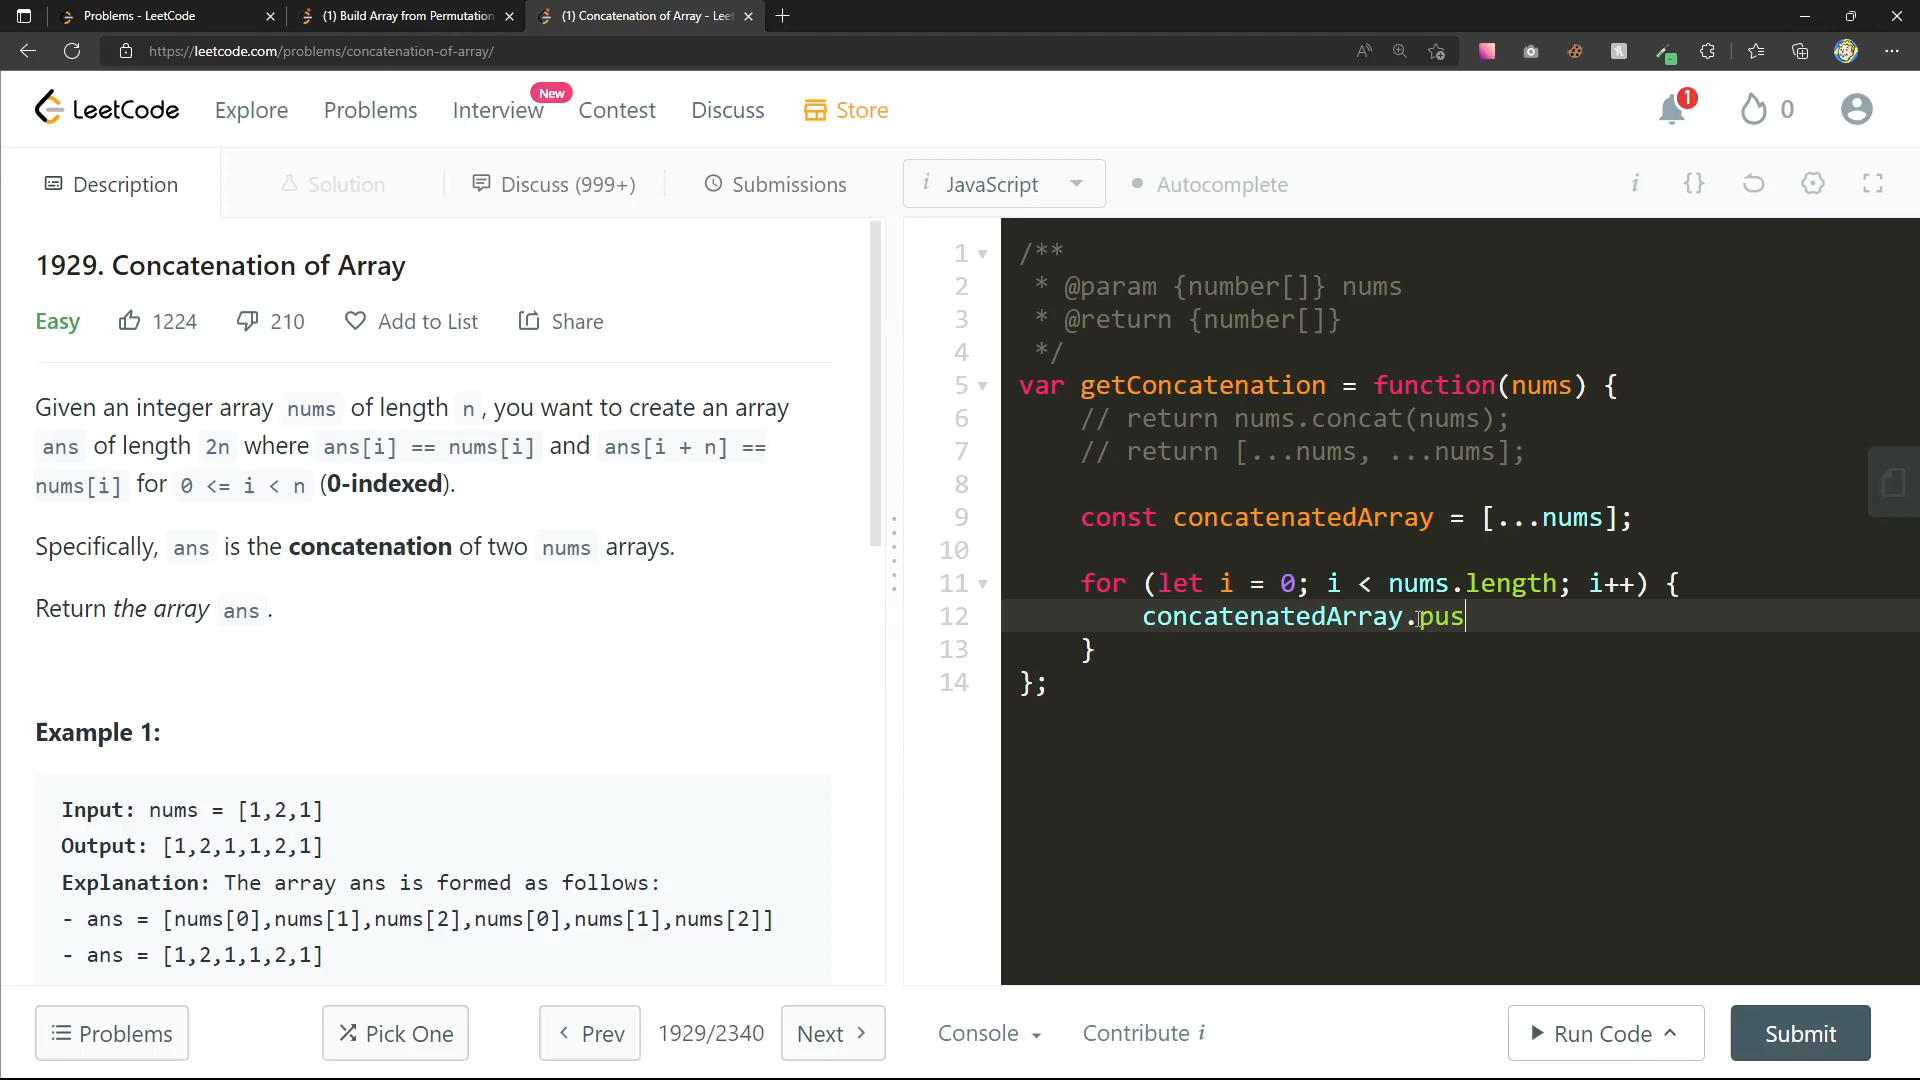 Problems - LeetCode
(1) Build Array from Permutation
(1) Concatenation of Array - Leet
https://leetcode.com/problems/concatenation-of-array/
LeetCode
Explore
Problems
Interview
New
Contest
Discuss
Store
1
0
Description
Solution
Discuss (999+)
Submissions
i JavaScript
Autocomplete
i {}
1929. Concatenation of Array
Easy 1224 210 Add to List Share
Given an integer array nums of length n, you want to create an array
ans of length 2n where ans[i] == nums[i] and ans[i + n] ==
nums[i] for 0 <= i < n (0-indexed).
Specifically, ans is the concatenation of two nums arrays.
Return the array ans.
Example 1:
Input: nums = [1,2,1]
Output: [1,2,1,1,2,1]
Explanation: The array ans is formed as follows:
- ans = [nums[0],nums[1],nums[2],nums[0],nums[1],nums[2]]
- ans = [1,2,1,1,2,1]
1 /**
2 * @param {number[]} nums
3 * @return {number[]}
4 */
5 var getConcatenation = function(nums) {
6 // return nums.concat(nums);
7 // return [...nums, ...nums];
8
9 const concatenatedArray = [...nums];
10
11 for (let i = 0; i < nums.length; i++) {
12 concatenatedArray.pus
13 }
14 };
Problems
Pick One
Prev
1929/2340
Next
Console
Contribute i
Run Code
Submit